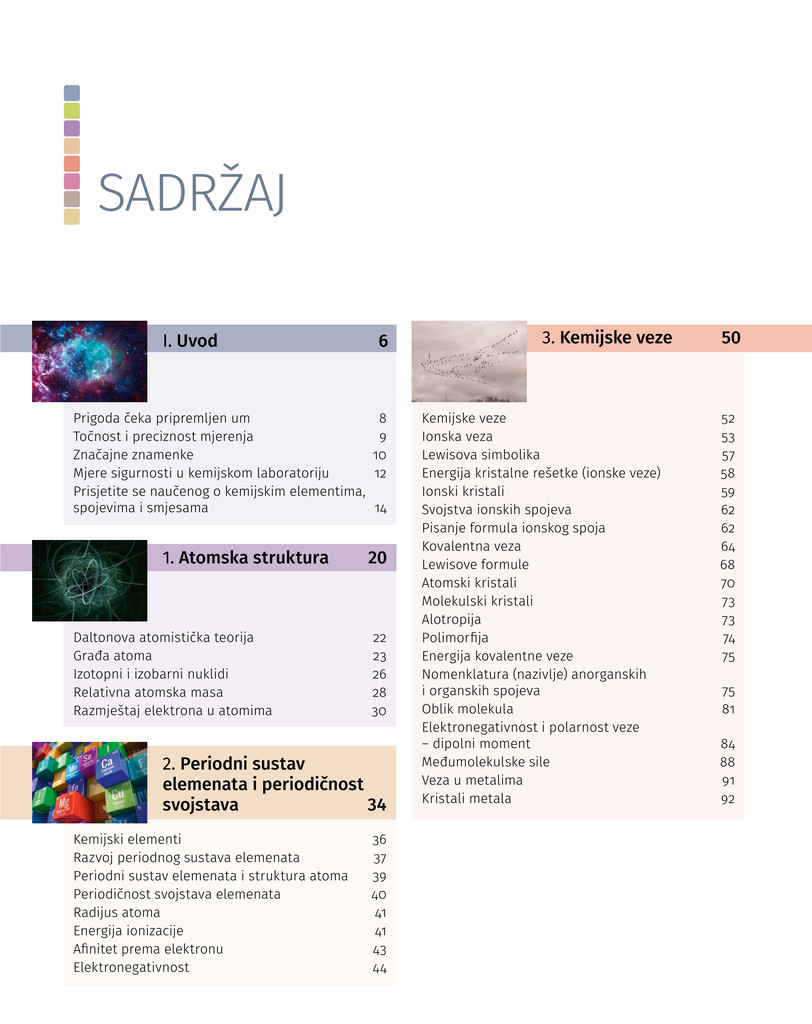 SADRŽAJ
I. Uvod 6
Prigoda čeka pripremljen um 8
Točnost i preciznost mjerenja 9
Značajne znamenke 10
Mjere sigurnosti u kemijskom laboratoriju 12
Prisjetite se naučenog o kemijskim elementima,
spojevima i smjesama 14
1. Atomska struktura 20
Daltonova atomistička teorija 22
Građa atoma 23
Izotopni i izobarni nuklidi 26
Relativna atomska masa 28
Razmještaj elektrona u atomima 30
Se
Ca
Mg
Cu
F
2. Periodni sustav
elemenata i periodičnost
svojstava 34
Kemijski elementi 36
Razvoj periodnog sustava elemenata 37
Periodni sustav elemenata i struktura atoma 39
Periodičnost svojstava elemenata 40
Radijus atoma 41
Energija ionizacije 41
Afinitet prema elektronu 43
Elektronegativnost 44
3. Kemijske veze 50
Kemijske veze 52
Ionska veza 53
Lewisova simbolika 57
Energija kristalne rešetke (ionske veze) 58
Ionski kristali 59
Svojstva ionskih spojeva 62
Pisanje formula ionskog spoja 62
Kovalentna veza 64
Lewisove formule 68
Atomski kristali 70
Molekulski kristali 73
Alotropija 73
Polimorfija 74
Energija kovalentne veze 75
Nomenklatura (nazivlje) anorganskih
i organskih spojeva 75
Oblik molekula 81
Elektronegativnost i polarnost veze
– dipolni moment 84
Međumolekulske sile 88
Veza u metalima 91
Kristali metala 92